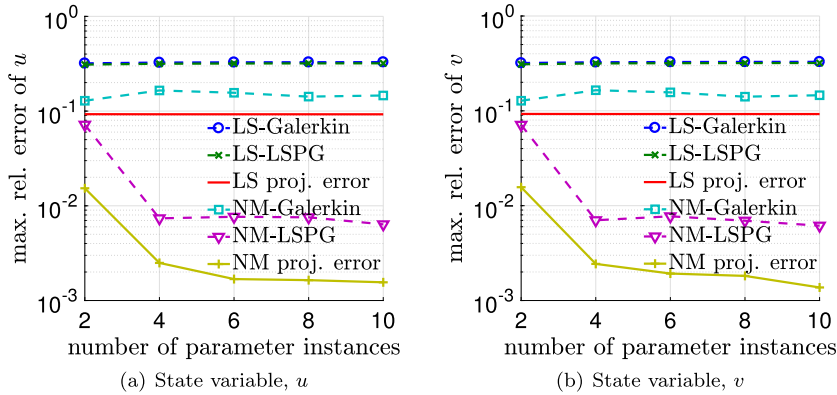 max. rel. error of u
10^0
10^-1
10^-2
10^-3
LS-Galerkin
LS-LSPG
LS proj. error
NM-Galerkin
NM-LSPG
NM proj. error
2 4 6 8 10
number of parameter instances
(a) State variable, u
max. rel. error of v
10^0
10^-1
10^-2
10^-3
LS-Galerkin
LS-LSPG
LS proj. error
NM-Galerkin
NM-LSPG
NM proj. error
2 4 6 8 10
number of parameter instances
(b) State variable, v